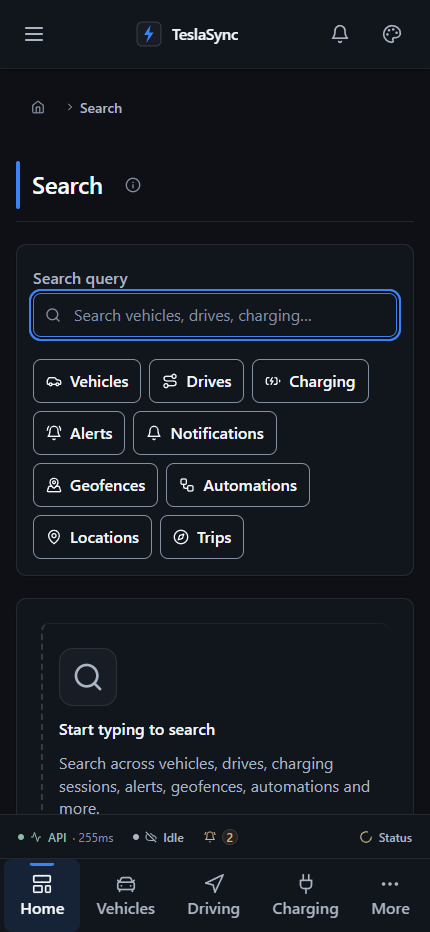 TeslaSync
Search
Search
Search query
Search vehicles, drives, charging...
Vehicles Drives Charging
Alerts Notifications
Geofences Automations
Locations Trips
Start typing to search
Search across vehicles, drives, charging
sessions, alerts, geofences, automations and
more.
API · 255ms Idle 2 Status
Home Vehicles Driving Charging More